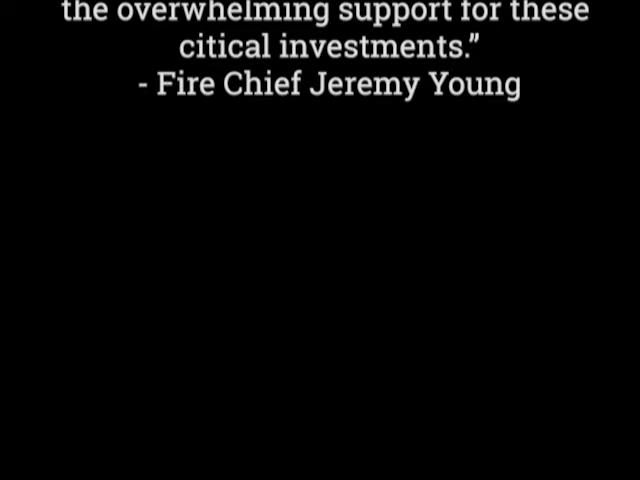 the overwhelming support for these
citical investments.”
- Fire Chief Jeremy Young